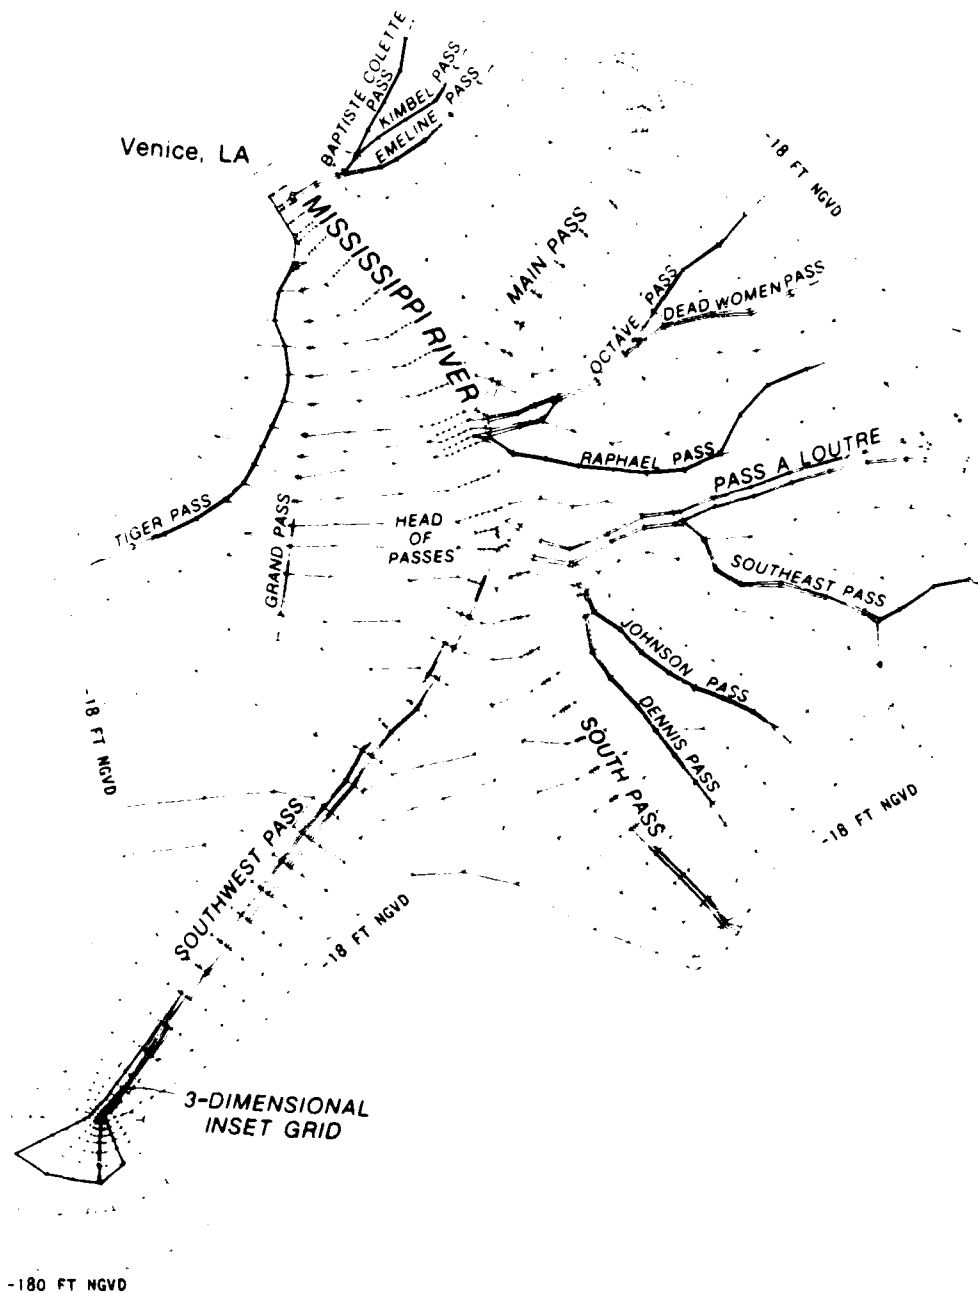 BAPTISTE COLETTE
PASS
KIMBEL PASS
EMELINE PASS
Venice, LA
-18 FT NGVD
MISSISSIPPI RIVER
MAIN PASS
OCTAVE PASS
DEAD WOMEN PASS
RAPHAEL PASS
PASS A LOUTRE
TIGER PASS
GRAND PASS
HEAD
OF
PASSES
SOUTHEAST PASS
JOHNSON PASS
DENNIS PASS
SOUTH PASS
-18 FT NGVD
-18 FT NGVD
SOUTHWEST PASS
-18 FT NGVD
3-DIMENSIONAL
INSET GRID
-180 FT NGVD